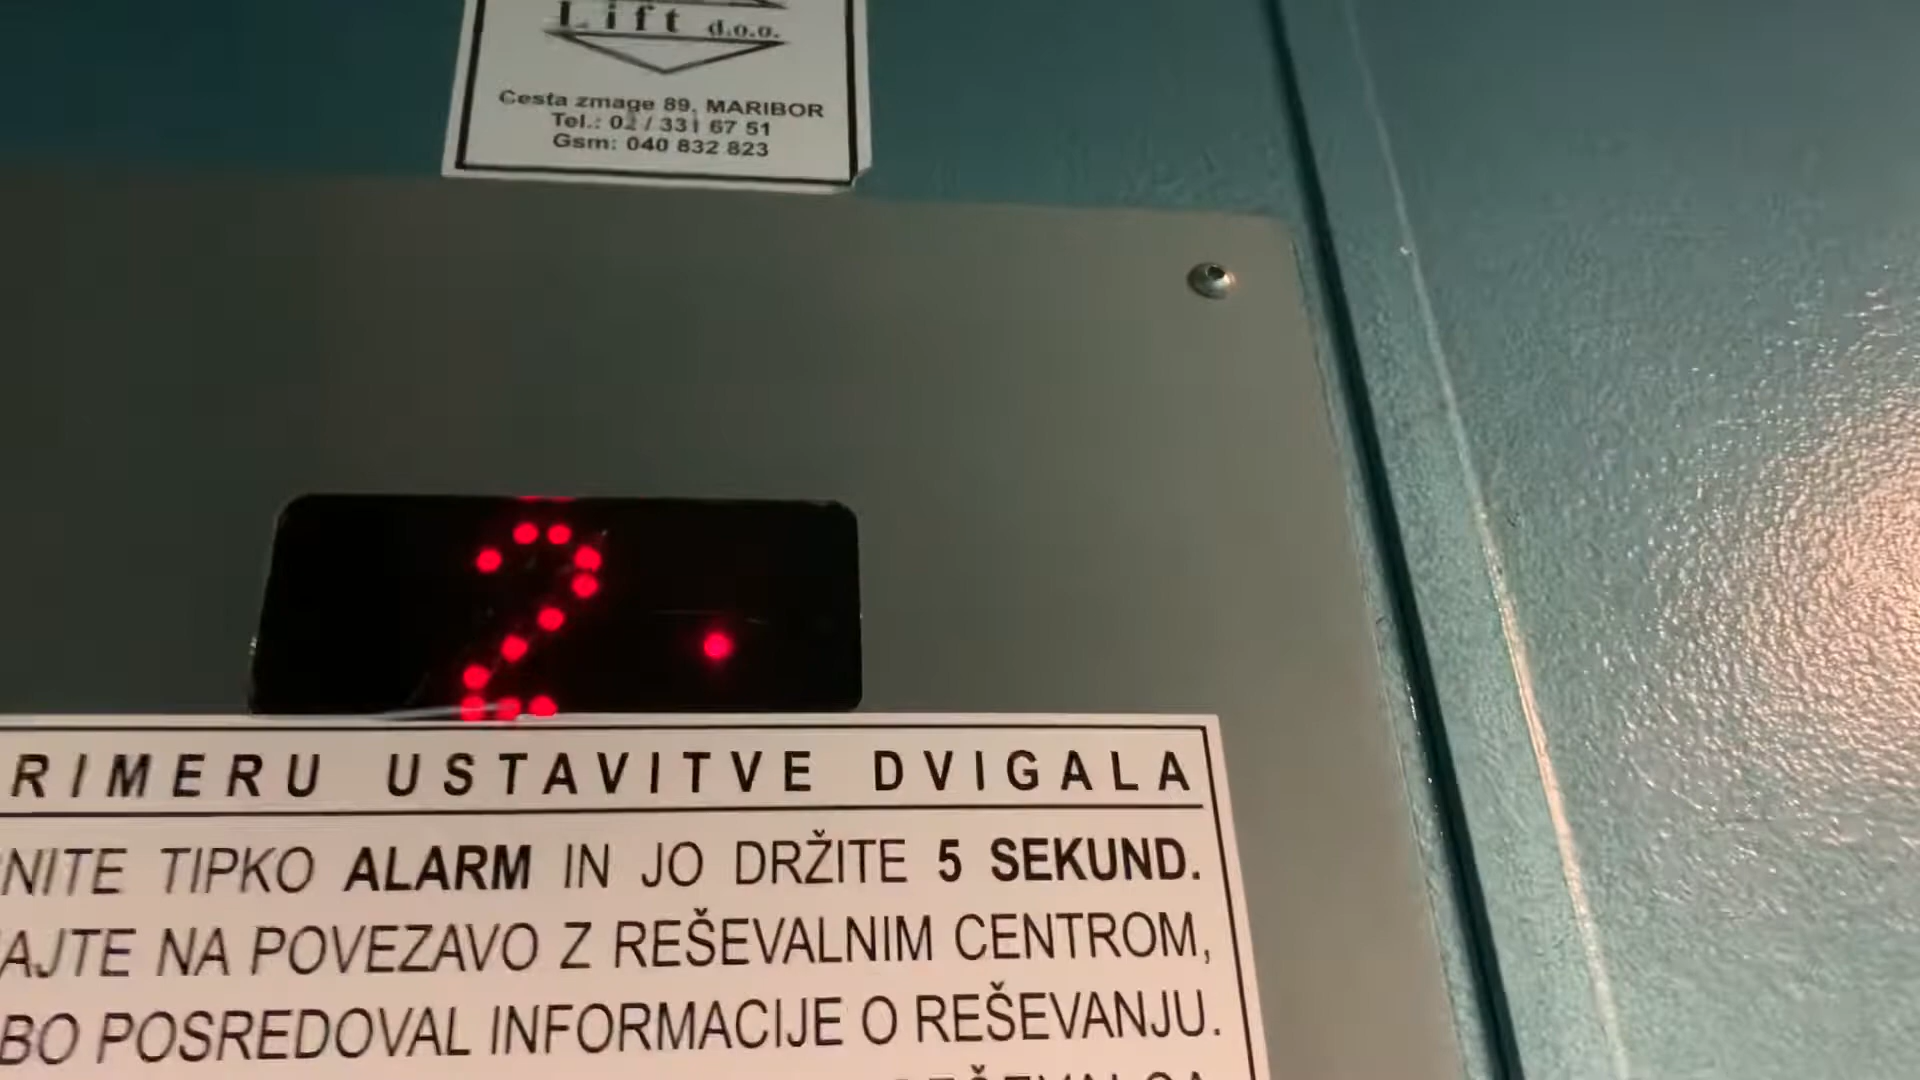 Lift d.o.o.
Cesta zmage 89, MARIBOR
Tel.: 02 / 331 67 51
Gsm: 040 832 823
2
RIMERU USTAVITVE DVIGALA
NITE TIPKO ALARM IN JO DRŽITE 5 SEKUND.
AJTE NA POVEZAVO Z REŠEVALNIM CENTROM,
BO POSREDOVAL INFORMACIJE O REŠEVANJU.